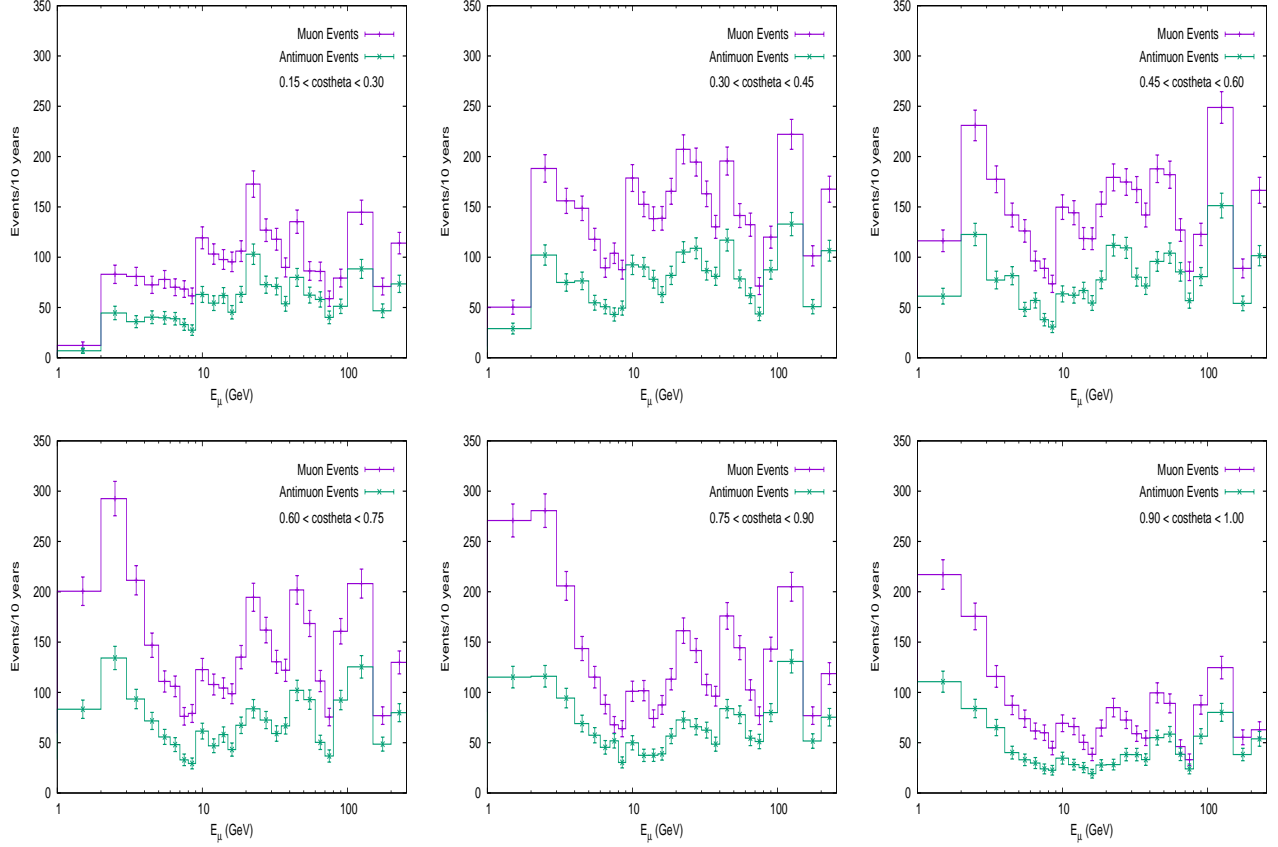 350
300
250
200
150
100
50
0
1
10
100
Events/10 years
E_μ (GeV)
Muon Events
Antimuon Events
0.15 < costheta < 0.30
350
300
250
200
150
100
50
0
1
10
100
Events/10 years
E_μ (GeV)
Muon Events
Antimuon Events
0.30 < costheta < 0.45
350
300
250
200
150
100
50
0
1
10
100
Events/10 years
E_μ (GeV)
Muon Events
Antimuon Events
0.45 < costheta < 0.60
350
300
250
200
150
100
50
0
1
10
100
Events/10 years
E_μ (GeV)
Muon Events
Antimuon Events
0.60 < costheta < 0.75
350
300
250
200
150
100
50
0
1
10
100
Events/10 years
E_μ (GeV)
Muon Events
Antimuon Events
0.75 < costheta < 0.90
350
300
250
200
150
100
50
0
1
10
100
Events/10 years
E_μ (GeV)
Muon Events
Antimuon Events
0.90 < costheta < 1.00